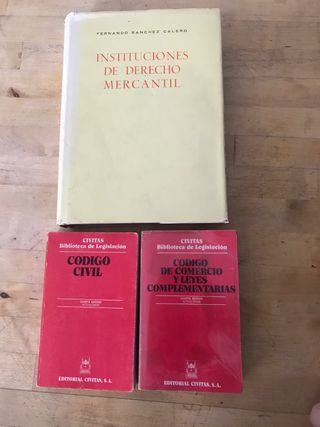 FERNANDO SANCHEZ CALERO
INSTITUCIONES
DE DERECHO
MERCANTIL
CIVITAS
Biblioteca de Legislación
CODIGO
CIVIL
EDITORIAL CIVITAS, S. A.
CIVITAS
Biblioteca de Legislación
CODIGO
DE COMERCIO
Y LEYES
COMPLEMENTARIAS
EDITORIAL CIVITAS, S. A.